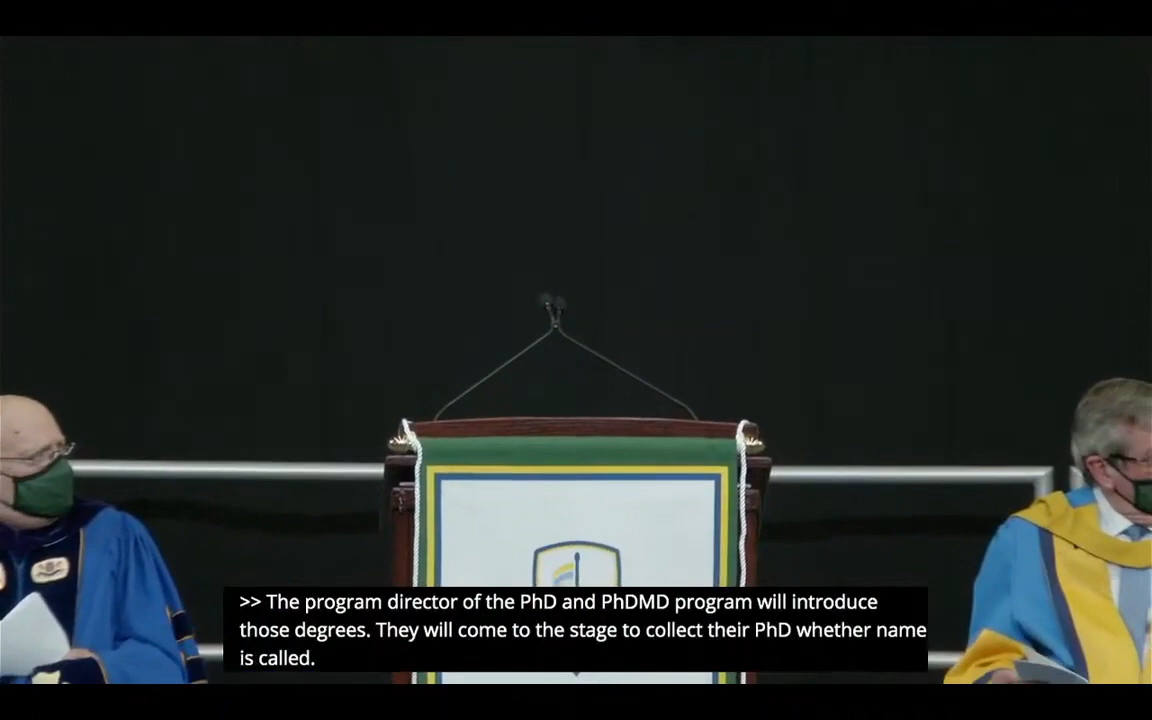 >> The program director of the PhD and PhDMD program will introduce
those degrees. They will come to the stage to collect their PhD whether name
is called.